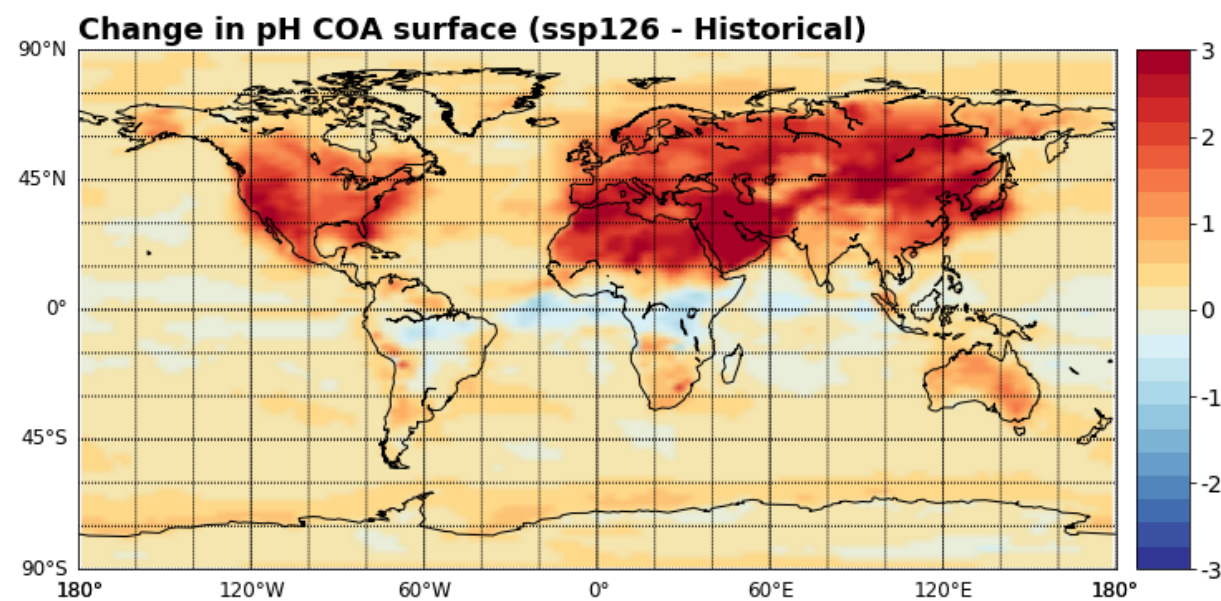 Change in pH COA surface (ssp126 - Historical)
90°N
45°N
0°
45°S
90°S
180°
120°W
60°W
0°
60°E
120°E
180°
3
2
1
0
-1
-2
-3